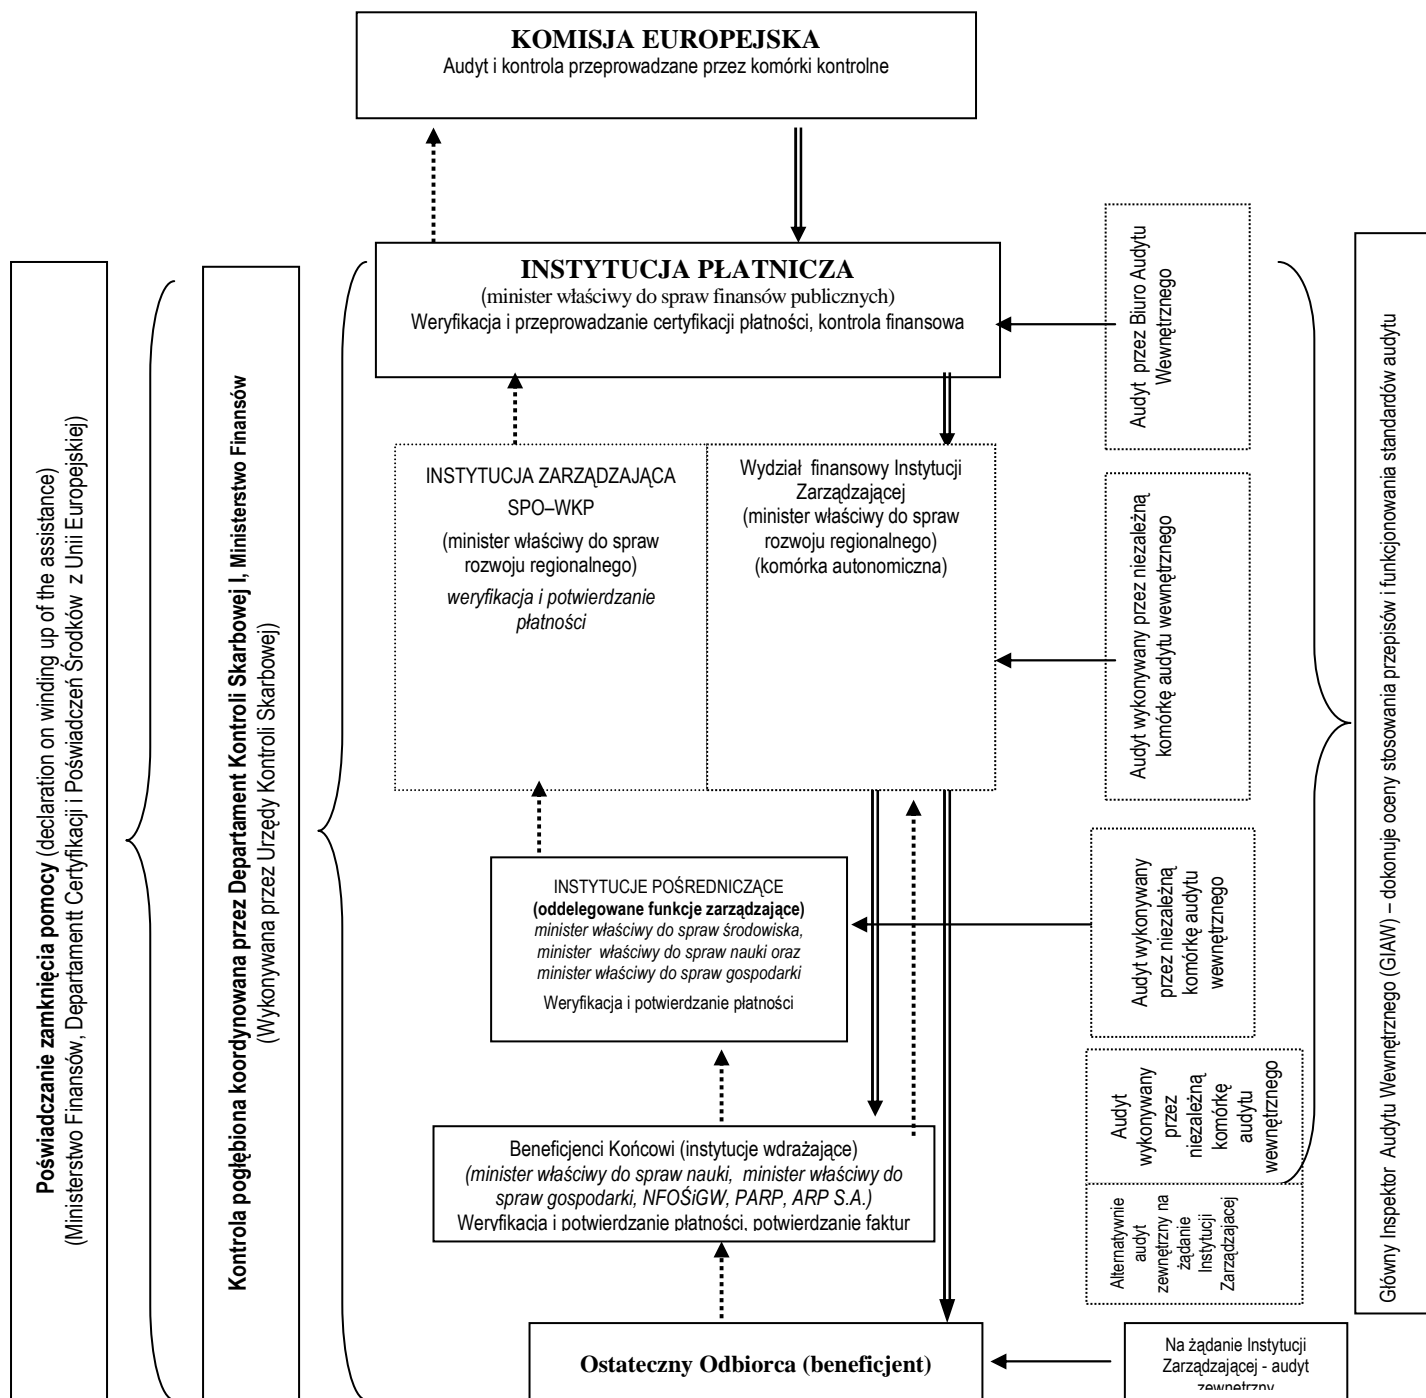 KOMISJA EUROPEJSKA
Audyt i kontrola przeprowadzane przez komórki kontrolne
INSTYTUCJA PŁATNICZA
(minister właściwy do spraw finansów publicznych)
Weryfikacja i przeprowadzanie certyfikacji płatności, kontrola finansowa
INSTYTUCJA ZARZĄDZAJĄCA
SPO–WKP
(minister właściwy do spraw
rozwoju regionalnego)
weryfikacja i potwierdzanie
płatności
Wydział finansowy Instytucji
Zarządzającej
(minister właściwy do spraw
rozwoju regionalnego)
(komórka autonomiczna)
INSTYTUCJE POŚREDNICZĄCE
(oddelegowane funkcje zarządzające)
minister właściwy do spraw środowiska,
minister właściwy do spraw nauki oraz
minister właściwy do spraw gospodarki
Weryfikacja i potwierdzanie płatności
Beneficjenci Końcowi (instytucje wdrażające)
(minister właściwy do spraw nauki, minister właściwy do
spraw gospodarki, NFOŚiGW, PARP, ARP S.A.)
Weryfikacja i potwierdzanie płatności, potwierdzanie faktur
Ostateczny Odbiorca (beneficjent)
Poświadczanie zamknięcia pomocy (declaration on winding up of the assistance)
(Ministerstwo Finansów, Departamentt Certyfikacji i Poświadczeń Środków z Unii Europejskiej)
Kontrola pogłębiona koordynowana przez Departament Kontroli Skarbowej I, Ministerstwo Finansów
(Wykonywana przez Urzędy Kontroli Skarbowej)
Audyt przez Biuro Audytu
Wewnętrznego
Audyt wykonywany przez niezależną
komórkę audytu wewnętrznego
Audyt wykonywany
przez niezależną
komórkę audytu
wewnętrznego
Audyt
wykonywany
przez
niezależną
komórkę
audytu
wewnętrznego
Alternatywnie
audyt
zewnętrzny na
żądanie
Instytucji
Zarządzajacej
Na żądanie Instytucji
Zarządzającej - audyt
zewnętrzny
Główny Inspektor Audytu Wewnętrznego (GIAW) – dokonuje oceny stosowania przepisów i funkcjonowania standardów audytu